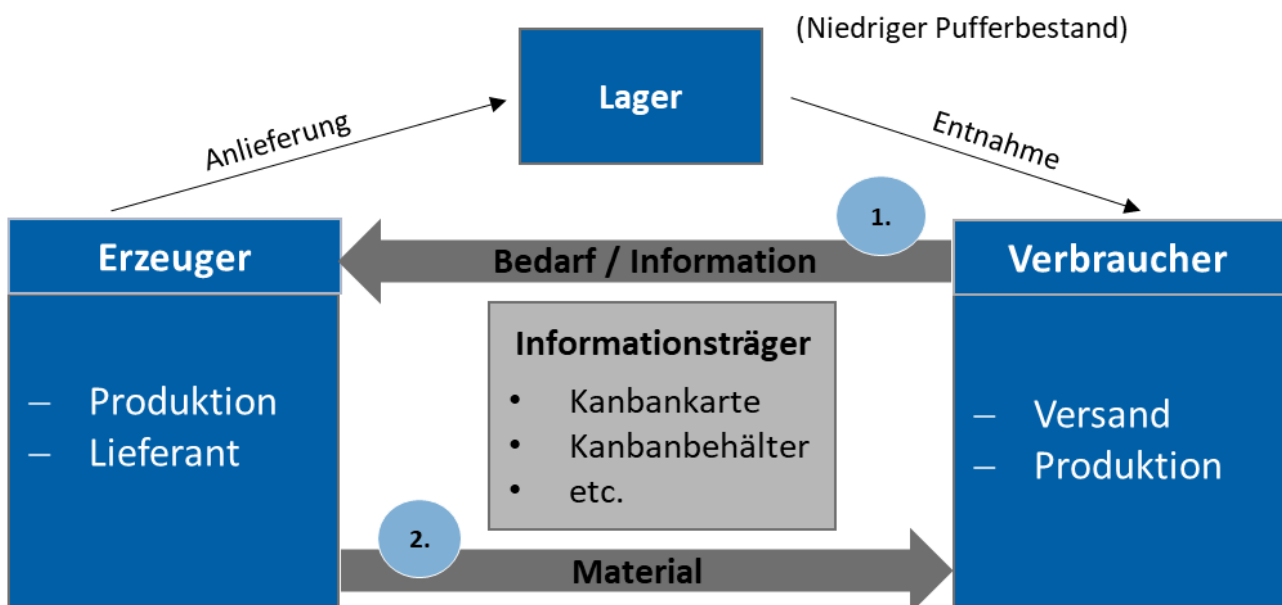 (Niedriger Pufferbestand)
Lager
Anlieferung
Entnahme
1.
Erzeuger
Bedarf / Information
Verbraucher
Informationsträger
• Kanbankarte
• Kanbanbehälter
• etc.
– Produktion
– Lieferant
– Versand
– Produktion
2.
Material